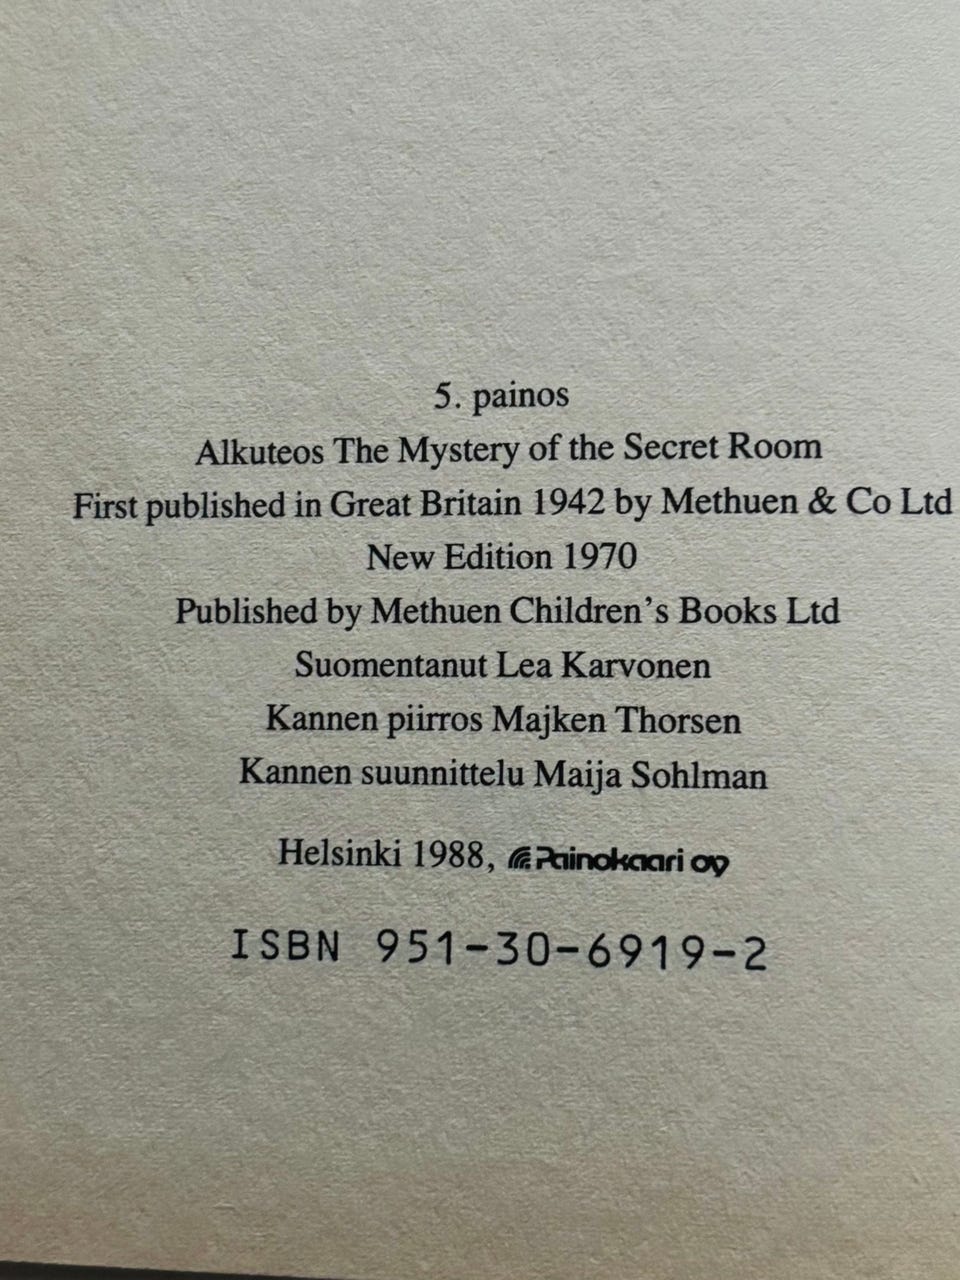 5. painos
Alkuteos The Mystery of the Secret Room
First published in Great Britain 1942 by Methuen & Co Ltd
New Edition 1970
Published by Methuen Children's Books Ltd
Suomentanut Lea Karvonen
Kannen piirros Majken Thorsen
Kannen suunnittelu Maija Sohlman
Helsinki 1988, Painokaari oy
ISBN 951-30-6919-2